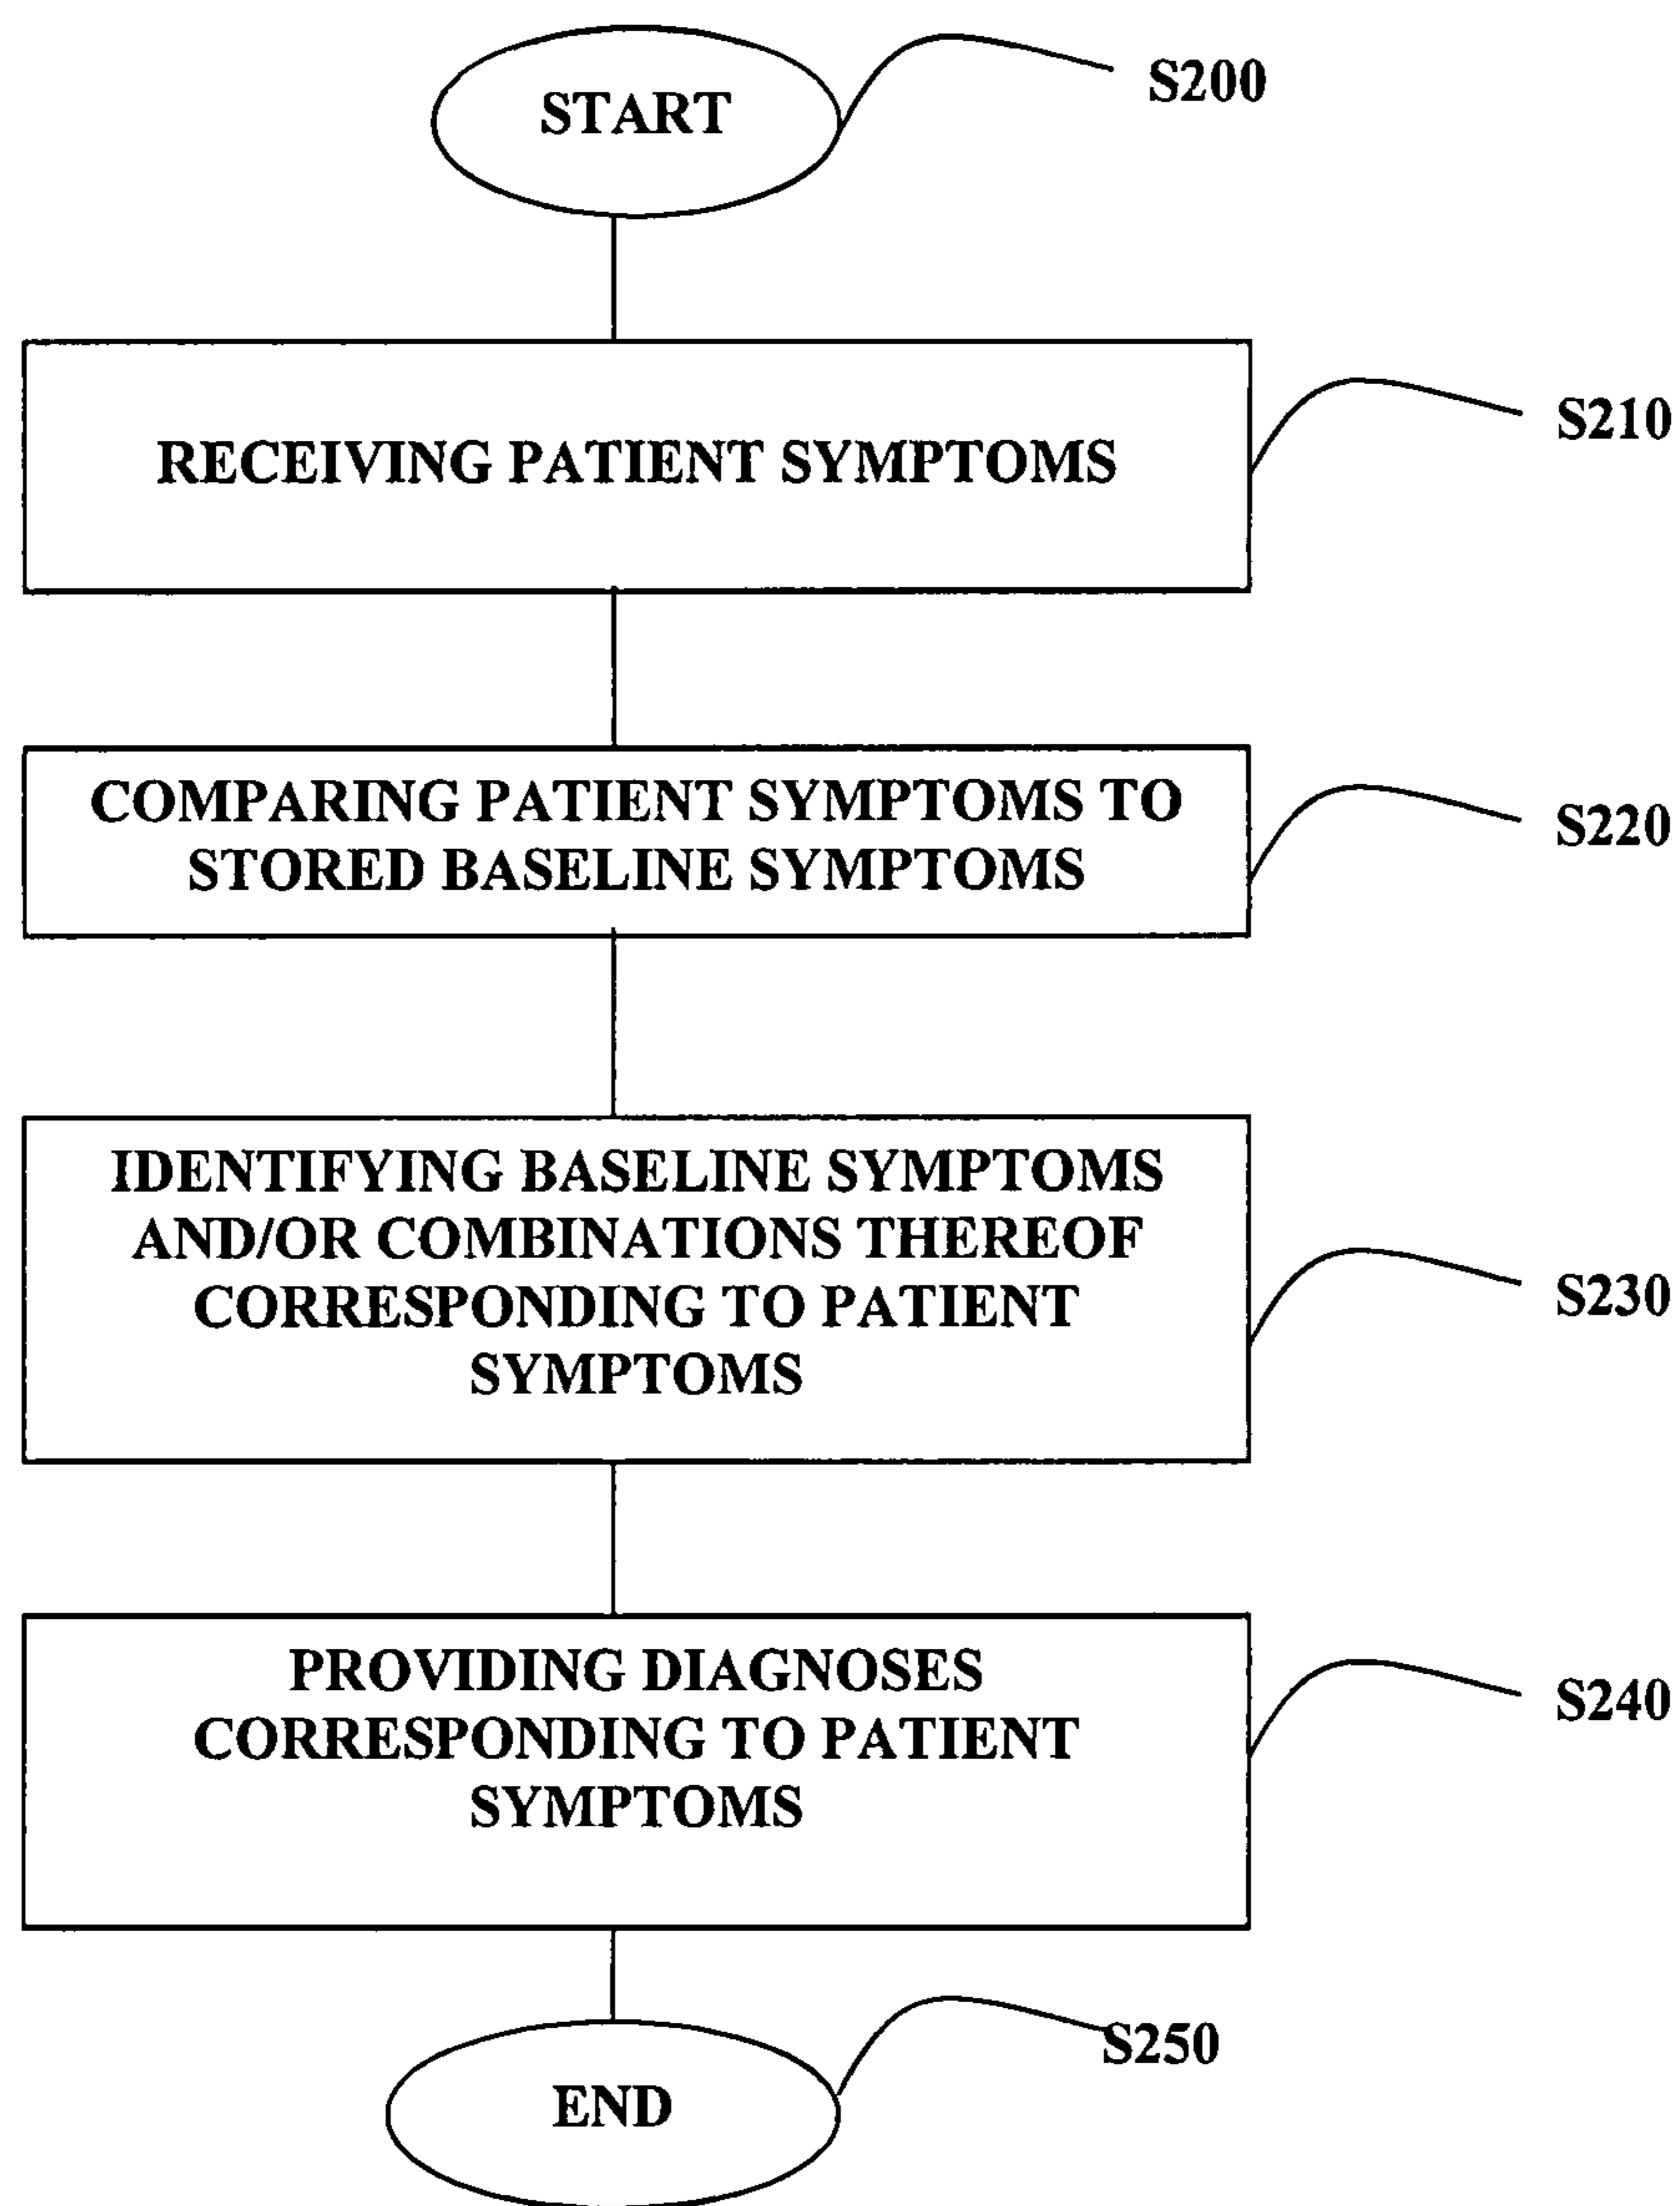 START
S200
RECEIVING PATIENT SYMPTOMS
S210
COMPARING PATIENT SYMPTOMS TO
STORED BASELINE SYMPTOMS
S220
IDENTIFYING BASELINE SYMPTOMS
AND/OR COMBINATIONS THEREOF
CORRESPONDING TO PATIENT
SYMPTOMS
S230
PROVIDING DIAGNOSES
CORRESPONDING TO PATIENT
SYMPTOMS
S240
END
S250